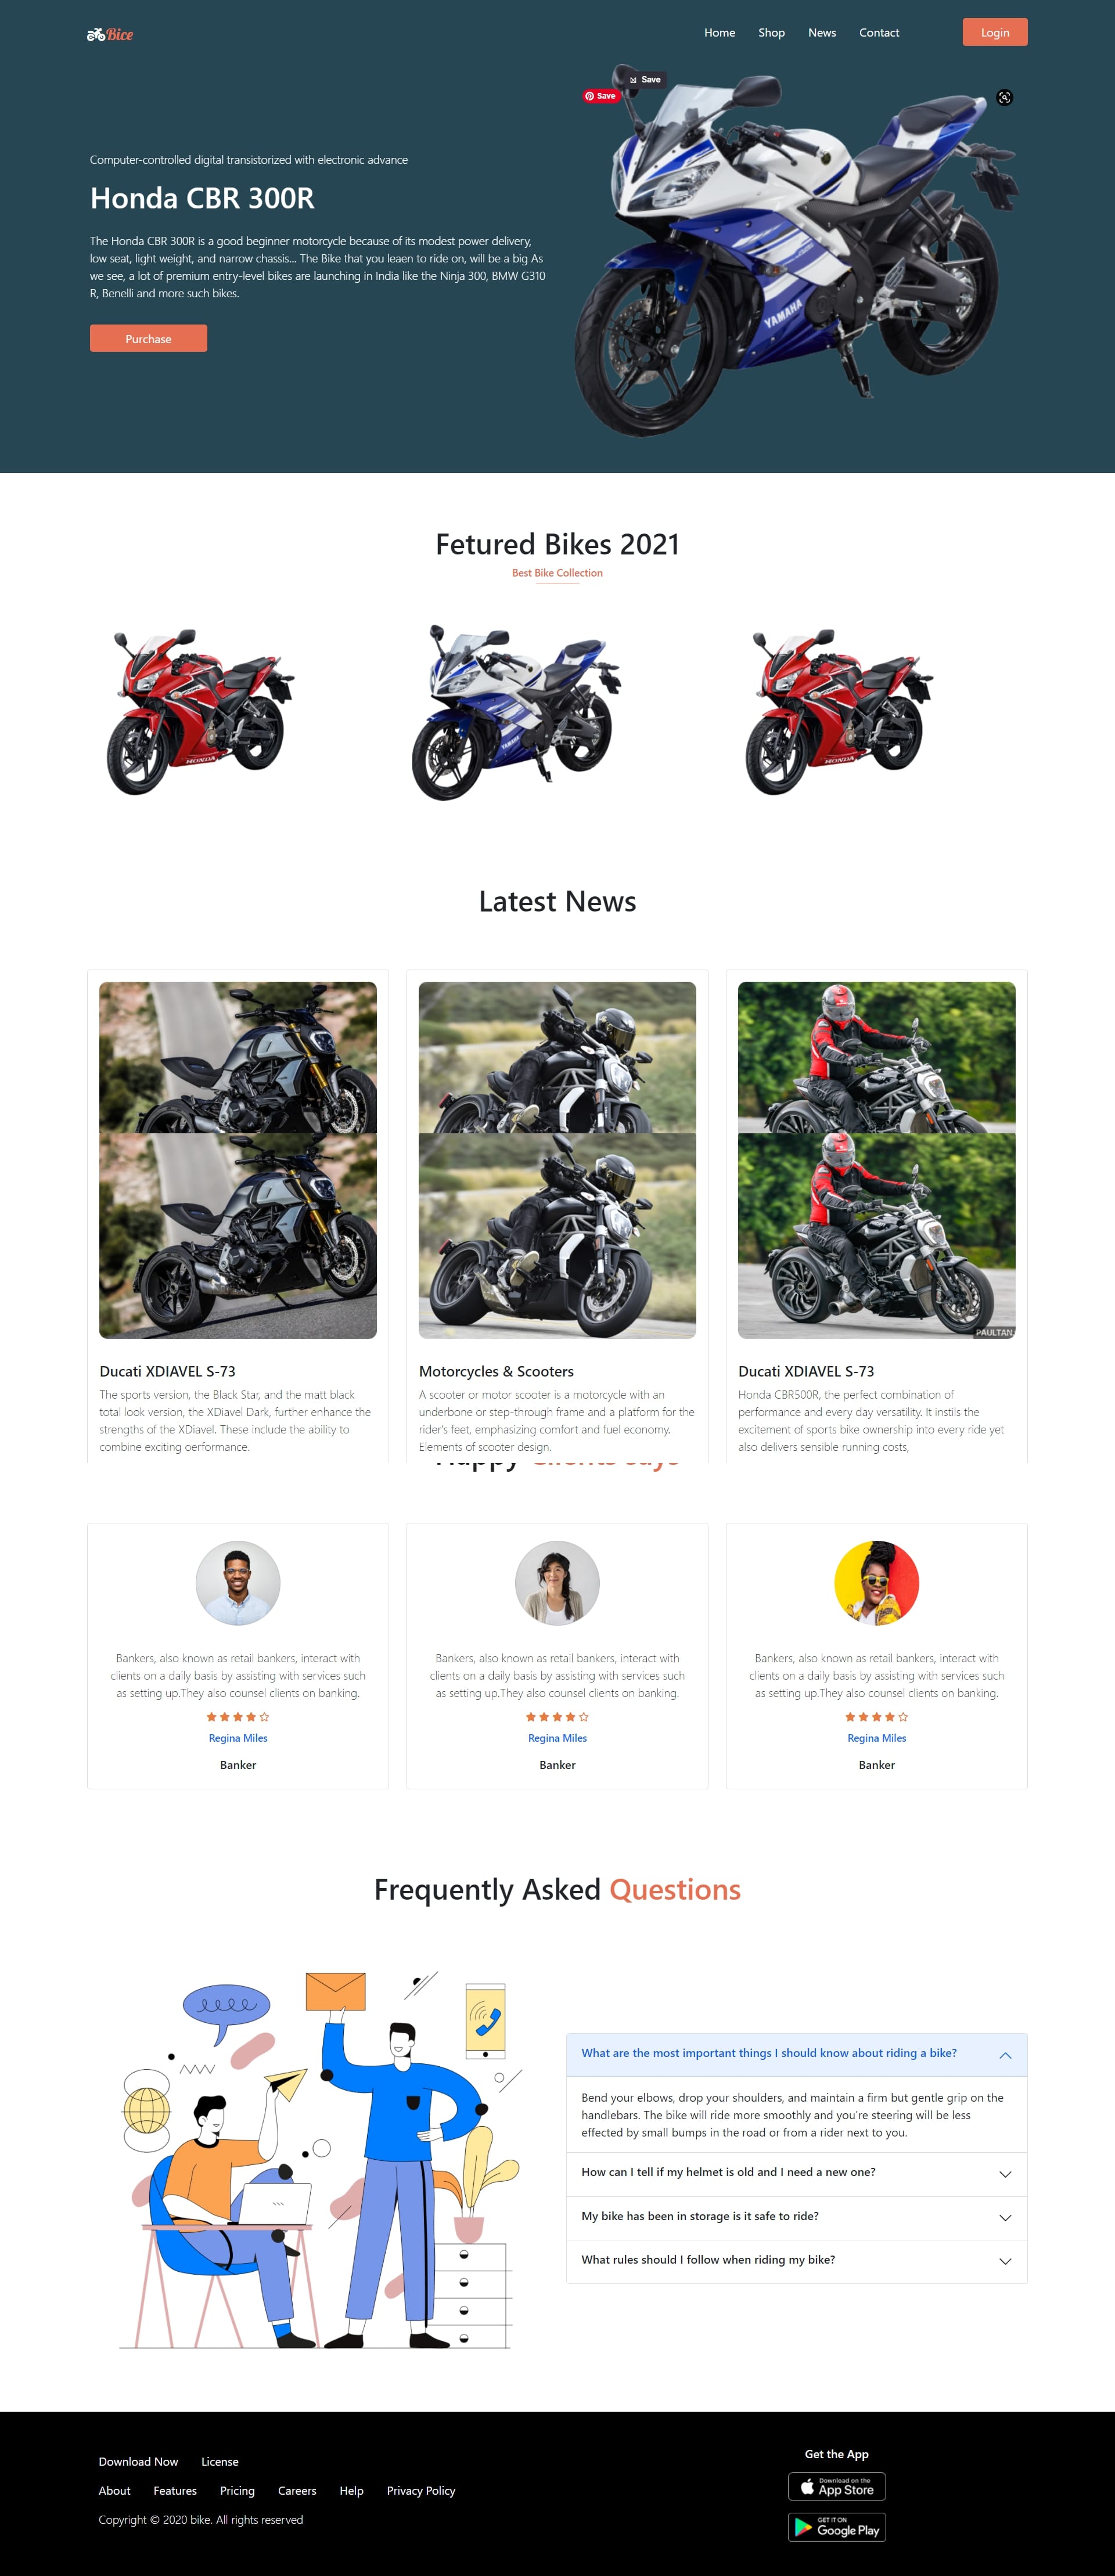 Bice
Home Shop News Contact Login
Save
Save
Computer-controlled digital transistorized with electronic advance
Honda CBR 300R
The Honda CBR 300R is a good beginner motorcycle because of its modest power delivery,
low seat, light weight, and narrow chassis... The Bike that you leaen to ride on, will be a big As
we see, a lot of premium entry-level bikes are launching in India like the Ninja 300, BMW G310
R, Benelli and more such bikes.
Purchase
YAMAHA
Fetured Bikes 2021
Best Bike Collection
HONDA
YAMAHA
HONDA
Latest News
PAULTAN
Ducati XDIAVEL S-73
The sports version, the Black Star, and the matt black
total look version, the XDiavel Dark, further enhance the
strengths of the XDiavel. These include the ability to
combine exciting oerformance.
Motorcycles & Scooters
A scooter or motor scooter is a motorcycle with an
underbone or step-through frame and a platform for the
rider's feet, emphasizing comfort and fuel economy.
Elements of scooter design.
Ducati XDIAVEL S-73
Honda CBR500R, the perfect combination of
performance and every day versatility. It instils the
excitement of sports bike ownership into every ride yet
also delivers sensible running costs,
Happy Clients says
Bankers, also known as retail bankers, interact with
clients on a daily basis by assisting with services such
as setting up.They also counsel clients on banking.
Regina Miles
Banker
Bankers, also known as retail bankers, interact with
clients on a daily basis by assisting with services such
as setting up.They also counsel clients on banking.
Regina Miles
Banker
Bankers, also known as retail bankers, interact with
clients on a daily basis by assisting with services such
as setting up.They also counsel clients on banking.
Regina Miles
Banker
Frequently Asked Questions
What are the most important things I should know about riding a bike?
Bend your elbows, drop your shoulders, and maintain a firm but gentle grip on the
handlebars. The bike will ride more smoothly and you're steering will be less
effected by small bumps in the road or from a rider next to you.
How can I tell if my helmet is old and I need a new one?
My bike has been in storage is it safe to ride?
What rules should I follow when riding my bike?
Download Now License
About Features Pricing Careers Help Privacy Policy
Copyright © 2020 bike. All rights reserved
Get the App
Download on the
App Store
GET IT ON
Google Play